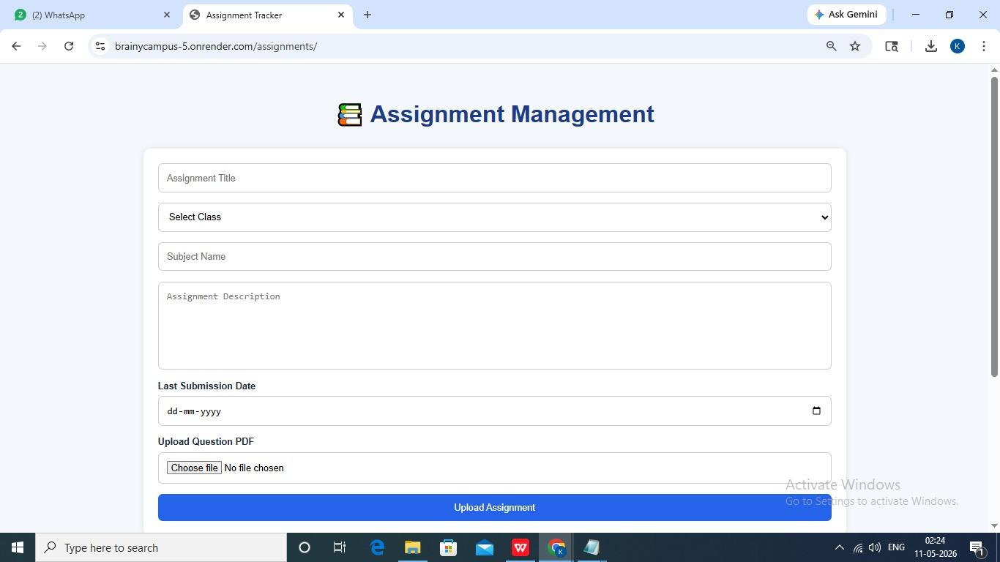 (2) WhatsApp
Assignment Tracker
Ask Gemini
brainycampus-5.onrender.com/assignments/
K
Assignment Management
Assignment Title
Select Class
Subject Name
Assignment Description
Last Submission Date
dd-mm-yyyy
Upload Question PDF
Choose file No file chosen
Upload Assignment
Activate Windows
Go to Settings to activate Windows.
Type here to search
ENG
02:24
11-05-2026
1